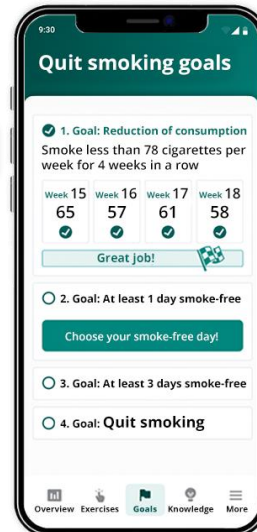 9:30
Quit smoking goals
1. Goal: Reduction of consumption
Smoke less than 78 cigarettes per
week for 4 weeks in a row
Week 15 Week 16 Week 17 Week 18
65 57 61 58
Great job!
2. Goal: At least 1 day smoke-free
Choose your smoke-free day!
3. Goal: At least 3 days smoke-free
4. Goal: Quit smoking
Overview Exercises Goals Knowledge More